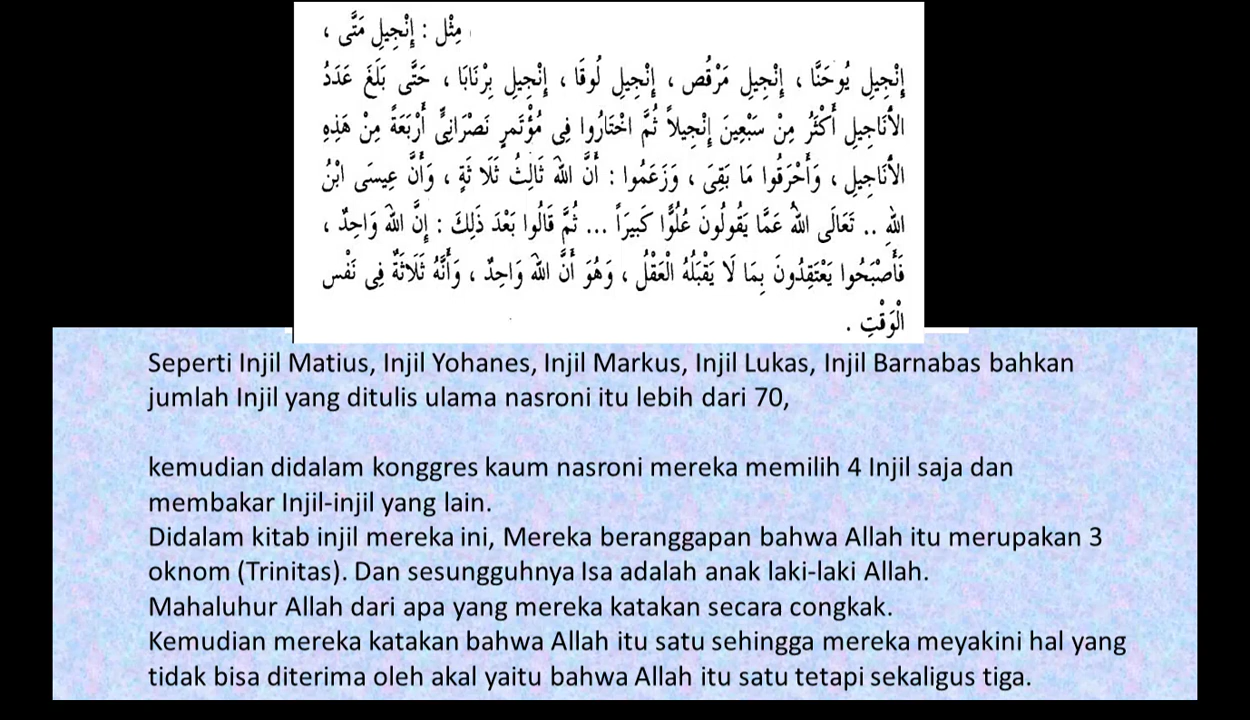 مِثْل : إِنْجِيلِ مَتَّى ،
إِنْجِيلِ يُوحَنَّا ، إِنْجِيلِ مَرْقُص ، إِنْجِيلِ لُوقَا ، إِنْجِيلِ بِرْنَابَا ، حَتَّى بَلَغَ عَدَدُ
الأَنَاجِيلِ أَكْثَرُ مِنْ سَبْعِينَ إِنْجِيلاً ثُمَّ اخْتَارُوا فِى مُؤْتَمرٍ نَصْرَانِىٍّ أَرْبَعَةً مِنْ هَذِهِ
الأَنَاجِيلِ ، وَأَحْرَقُوا مَا بَقِىَ ، وَزَعَمُوا : أَنَّ اللهَ ثَالِثُ ثَلَا ثَةٍ ، وَأَنَّ عِيسَى ابْنُ
اللهِ .. تَعَالَى اللهُ عَمَّا يَقُولُونَ عُلُوًّا كَبِيرَاً ... ثُمَّ قَالُوا بَعْدَ ذَلِكَ : إِنَّ اللهَ وَاحِدٌ ،
فَأَصْبَحُوا يَعْتَقِدُونَ بِمَا لَا يَقْبَلُهُ الْعَقْلُ ، وَهُوَ أَنَّ اللهَ وَاحِدٌ ، وَأَنَّهُ ثَلَاثَةٌ فِى نَفْس
الْوَقْتِ .
Seperti Injil Matius, Injil Yohanes, Injil Markus, Injil Lukas, Injil Barnabas bahkan
jumlah Injil yang ditulis ulama nasroni itu lebih dari 70,
kemudian didalam konggres kaum nasroni mereka memilih 4 Injil saja dan
membakar Injil-injil yang lain.
Didalam kitab injil mereka ini, Mereka beranggapan bahwa Allah itu merupakan 3
oknom (Trinitas). Dan sesungguhnya Isa adalah anak laki-laki Allah.
Mahaluhur Allah dari apa yang mereka katakan secara congkak.
Kemudian mereka katakan bahwa Allah itu satu sehingga mereka meyakini hal yang
tidak bisa diterima oleh akal yaitu bahwa Allah itu satu tetapi sekaligus tiga.